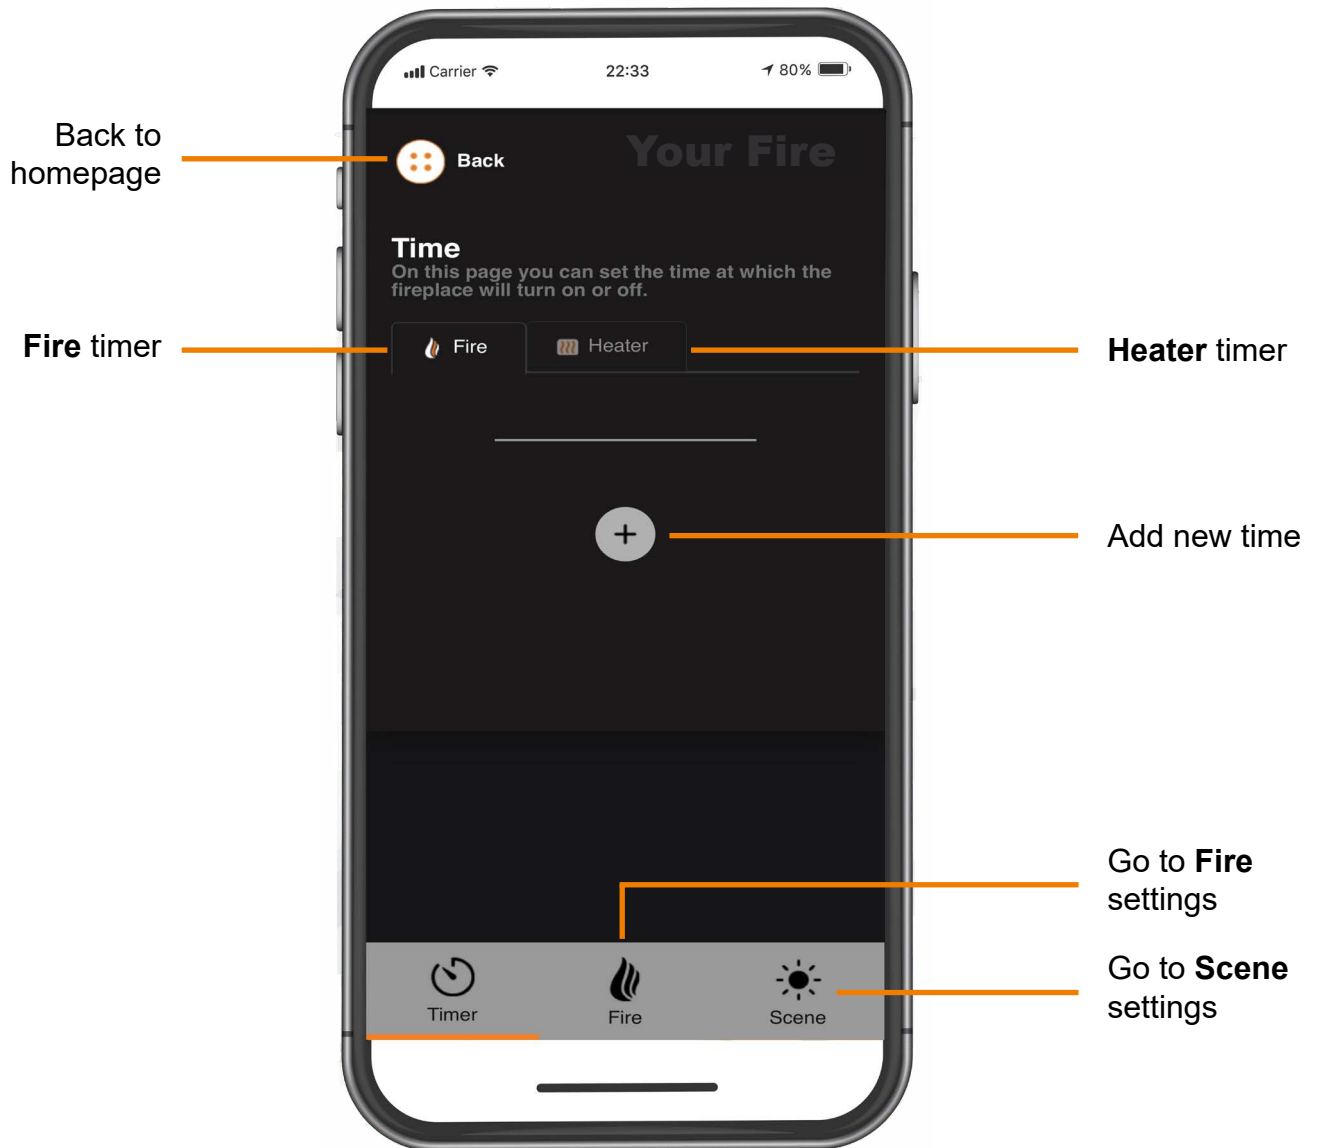 Carrier
22:33
80%
Back to
homepage
Back
Your Fire
Time
On this page you can set the time at which the
fireplace will turn on or off.
Fire timer
Fire
Heater
Heater timer
+
Add new time
Go to Fire
settings
Go to Scene
settings
Timer
Fire
Scene